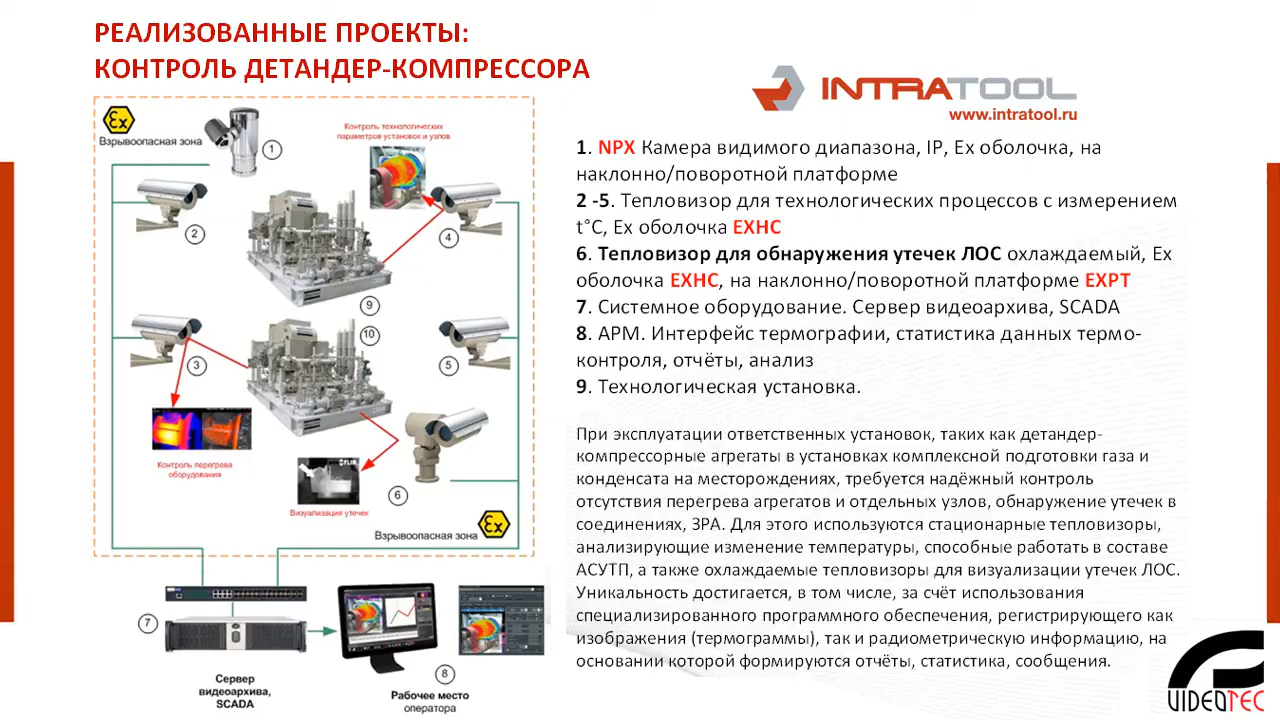 РЕАЛИЗОВАННЫЕ ПРОЕКТЫ:
КОНТРОЛЬ ДЕТАНДЕР-КОМПРЕССОРА
INTRATOOL
www.intratool.ru
Ex
Взрывоопасная зона
1
Контроль технологических
параметров установок и узлов
2
4
9
10
3
5
Контроль перегрева
оборудования
FLIR
Визуализация утечек
6
Взрывоопасная зона
Ex
7
8
Сервер
видеоархива,
SCADA
Рабочее место
оператора
1. NPX Камера видимого диапазона, IP, Ex оболочка, на
наклонно/поворотной платформе
2 -5. Тепловизор для технологических процессов с измерением
t°C, Ex оболочка EXHC
6. Тепловизор для обнаружения утечек ЛОС охлаждаемый, Ex
оболочка EXHC, на наклонно/поворотной платформе EXPT
7. Системное оборудование. Сервер видеоархива, SCADA
8. АРМ. Интерфейс термографии, статистика данных термо-
контроля, отчёты, анализ
9. Технологическая установка.
При эксплуатации ответственных установок, таких как детандер-
компрессорные агрегаты в установках комплексной подготовки газа и
конденсата на месторождениях, требуется надёжный контроль
отсутствия перегрева агрегатов и отдельных узлов, обнаружение утечек в
соединениях, ЗРА. Для этого используются стационарные тепловизоры,
анализирующие изменение температуры, способные работать в составе
АСУТП, а также охлаждаемые тепловизоры для визуализации утечек ЛОС.
Уникальность достигается, в том числе, за счёт использования
специализированного программного обеспечения, регистрирующего как
изображения (термограммы), так и радиометрическую информацию, на
основании которой формируются отчёты, статистика, сообщения.
VIDEOTEC